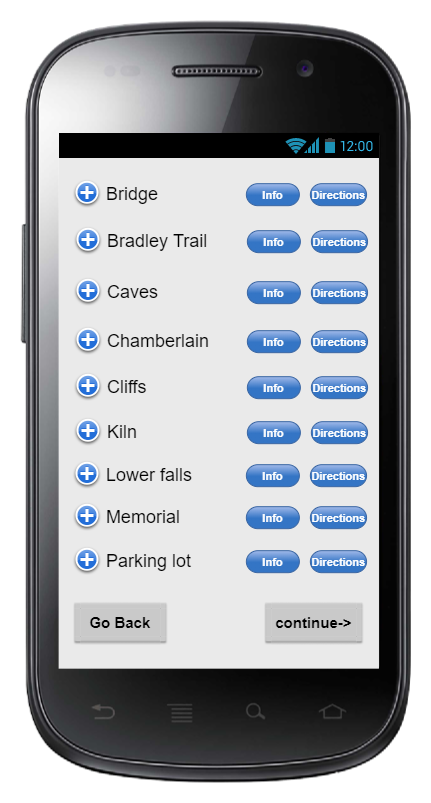 12:00
Bridge Info Directions
Bradley Trail Info Directions
Caves Info Directions
Chamberlain Info Directions
Cliffs Info Directions
Kiln Info Directions
Lower falls Info Directions
Memorial Info Directions
Parking lot Info Directions
Go Back continue->